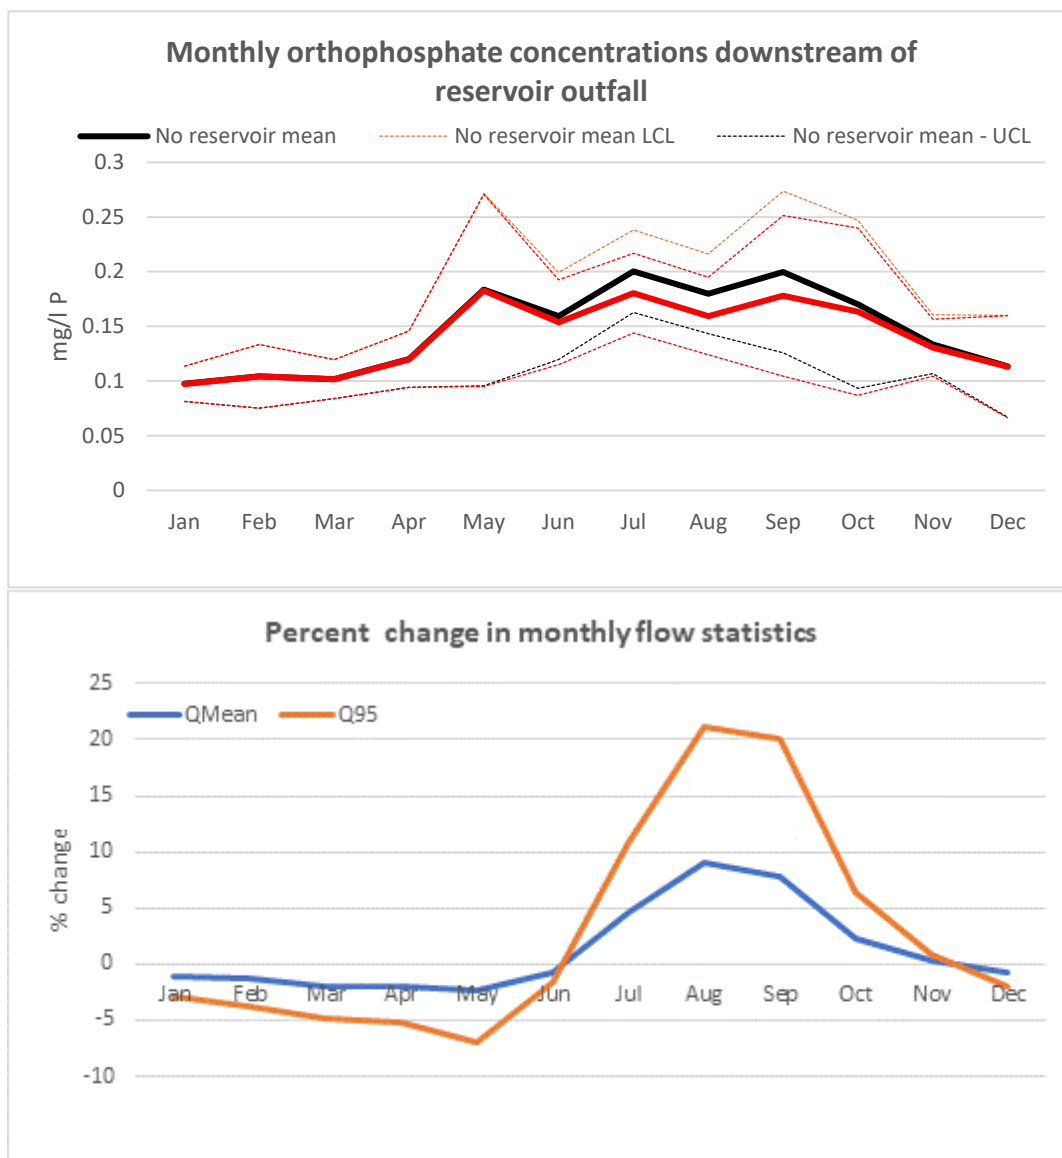 Monthly orthophosphate concentrations downstream of
reservoir outfall
No reservoir mean No reservoir mean LCL No reservoir mean - UCL
0.3
0.25
0.2
0.15
0.1
0.05
0
mg/l P
Jan Feb Mar Apr May Jun Jul Aug Sep Oct Nov Dec
Percent change in monthly flow statistics
QMean Q95
25
20
15
10
5
0
-5
-10
% change
Jan Feb Mar Apr May Jun Jul Aug Sep Oct Nov Dec